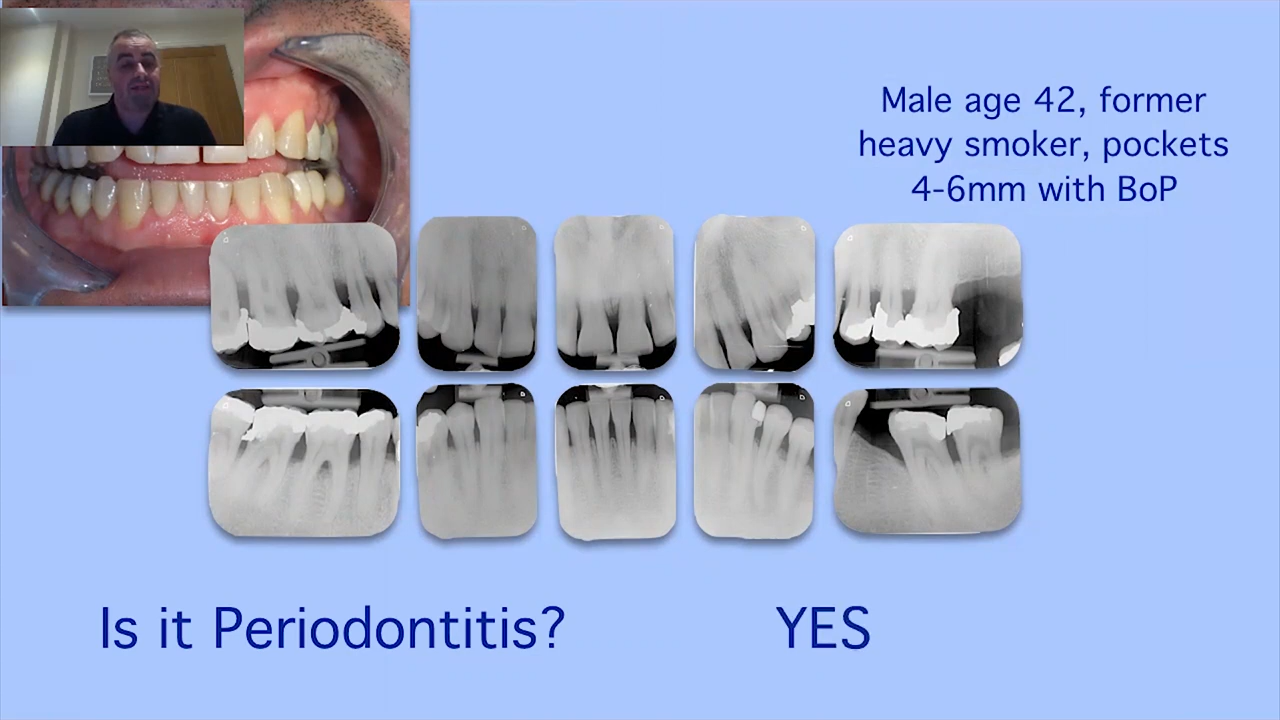 Male age 42, former
heavy smoker, pockets
4-6mm with BoP
Is it Periodontitis?
YES